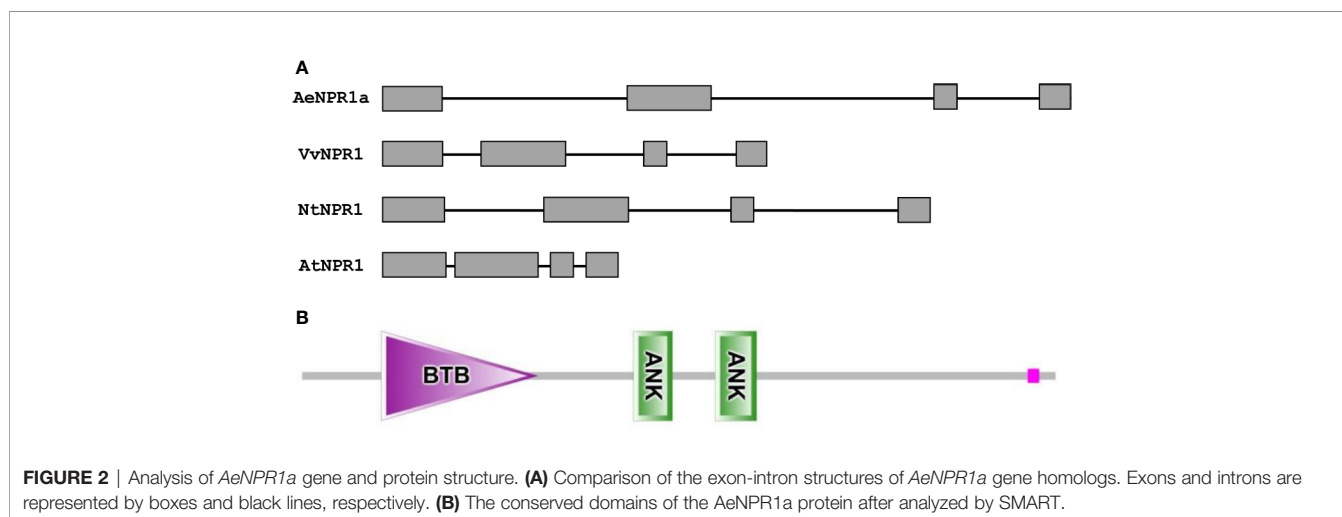 A
AeNPR1a
VvNPR1
NtNPR1
AtNPR1
B
BTB
ANK
ANK
FIGURE 2 | Analysis of AeNPR1a gene and protein structure. (A) Comparison of the exon-intron structures of AeNPR1a gene homologs. Exons and introns are
represented by boxes and black lines, respectively. (B) The conserved domains of the AeNPR1a protein after analyzed by SMART.